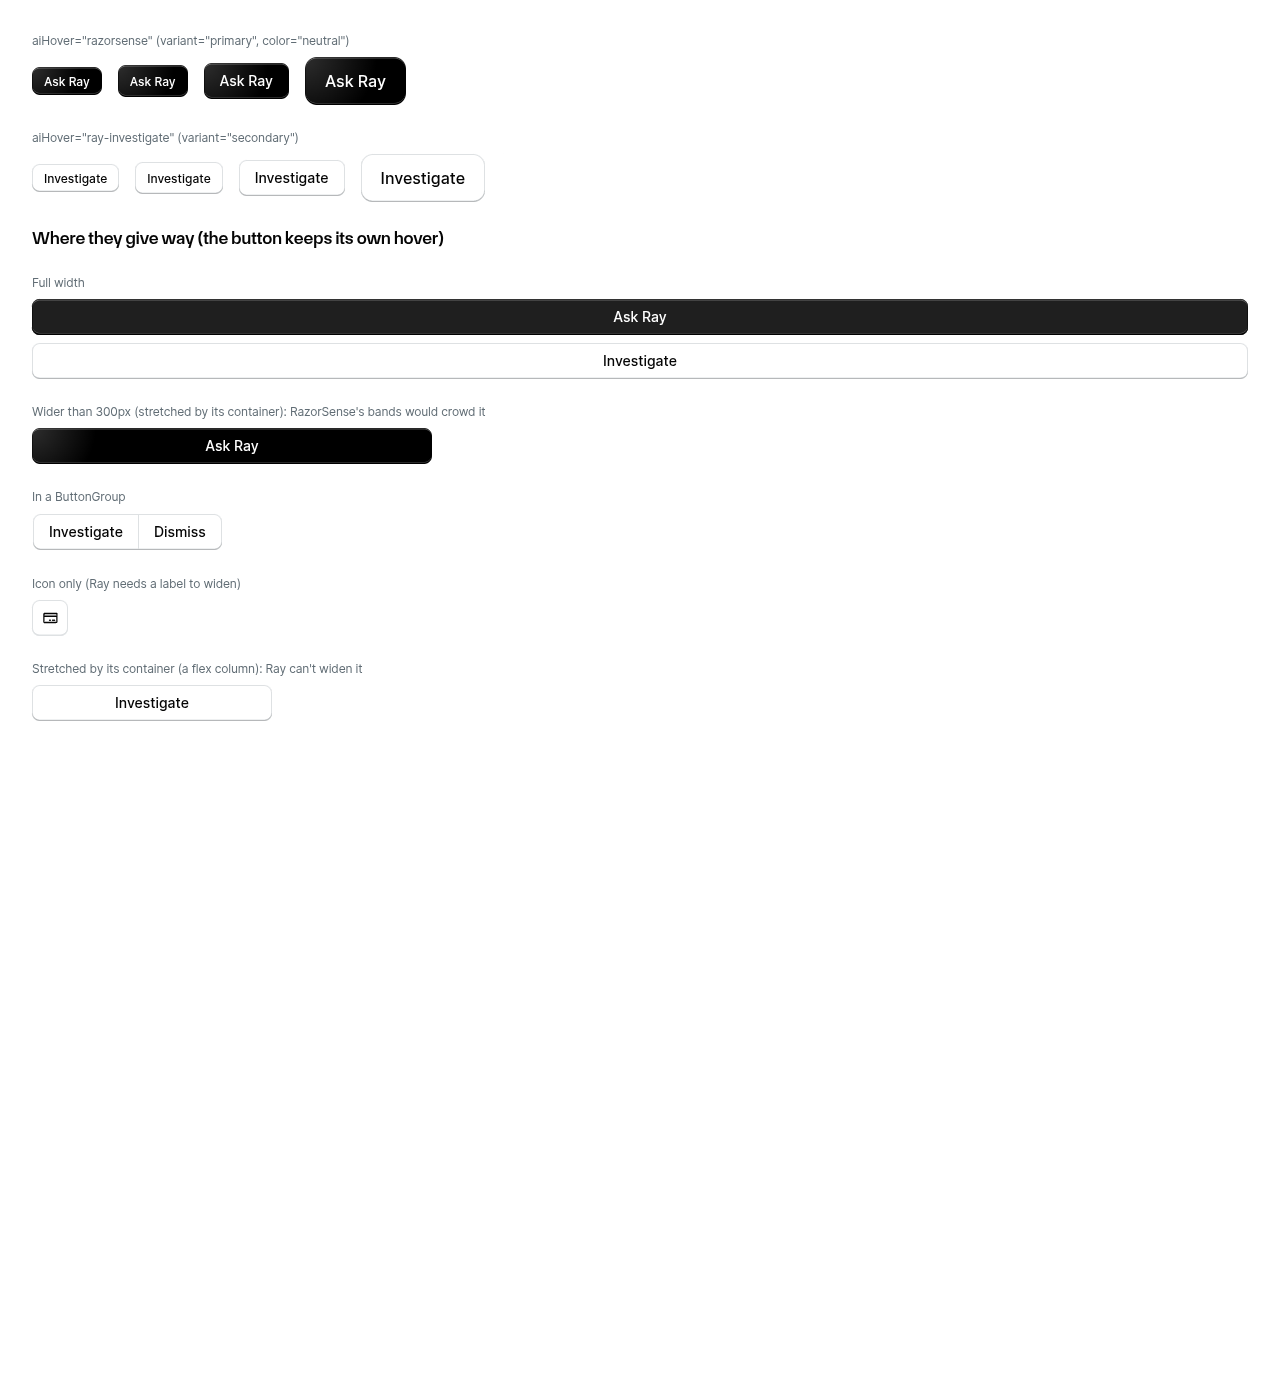 aiHover="razorsense" (variant="primary", color="neutral")
Ask Ray Ask Ray Ask Ray Ask Ray
aiHover="ray-investigate" (variant="secondary")
Investigate Investigate Investigate Investigate
Where they give way (the button keeps its own hover)
Full width
Ask Ray
Investigate
Wider than 300px (stretched by its container): RazorSense's bands would crowd it
Ask Ray
In a ButtonGroup
Investigate Dismiss
Icon only (Ray needs a label to widen)
Stretched by its container (a flex column): Ray can't widen it
Investigate